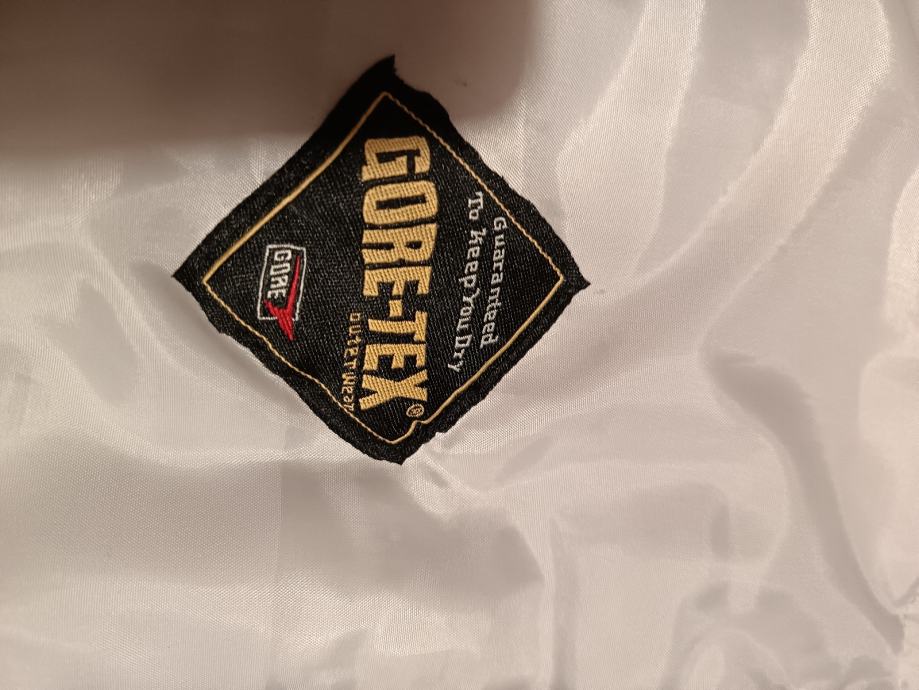 Guaranteed
To Keep You Dry
GORE-TEX®
OUTERWEAR
GORE